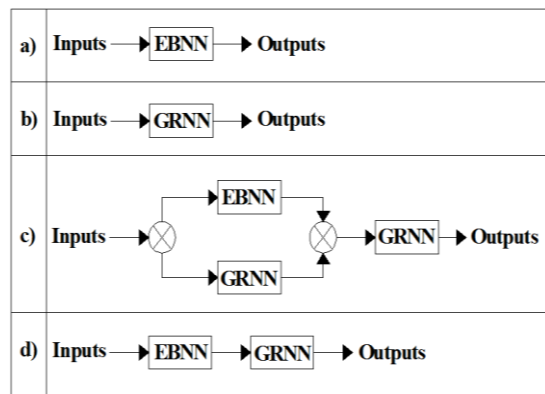 a) Inputs EBNN Outputs
b) Inputs GRNN Outputs
EBNN
c) Inputs GRNN Outputs
GRNN
d) Inputs EBNN GRNN Outputs